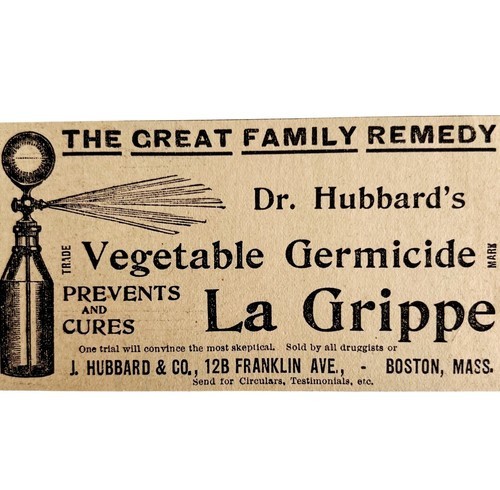 THE GREAT FAMILY REMEDY
Dr. Hubbard's
TRADE Vegetable Germicide MARK
PREVENTS
AND
CURES
La Grippe
One trial will convince the most skeptical. Sold by all druggists or
J. HUBBARD & CO., 12B FRANKLIN AVE., - BOSTON, MASS.
Send for Circulars, Testimonials, etc.